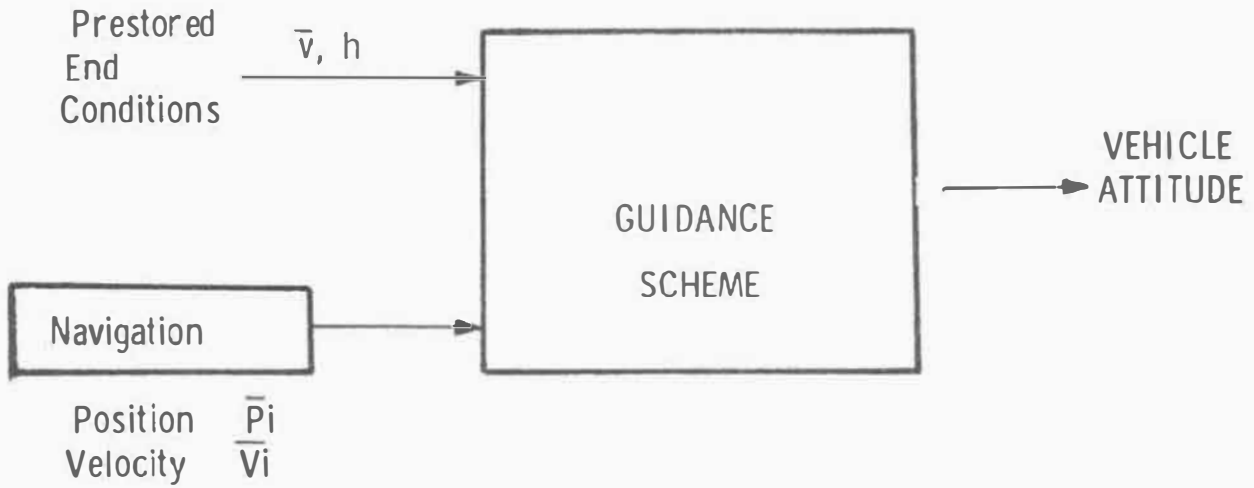 Prestored
End
Conditions
v̅, h
GUIDANCE
SCHEME
VEHICLE
ATTITUDE
Navigation
Position P̅i
Velocity V̅i